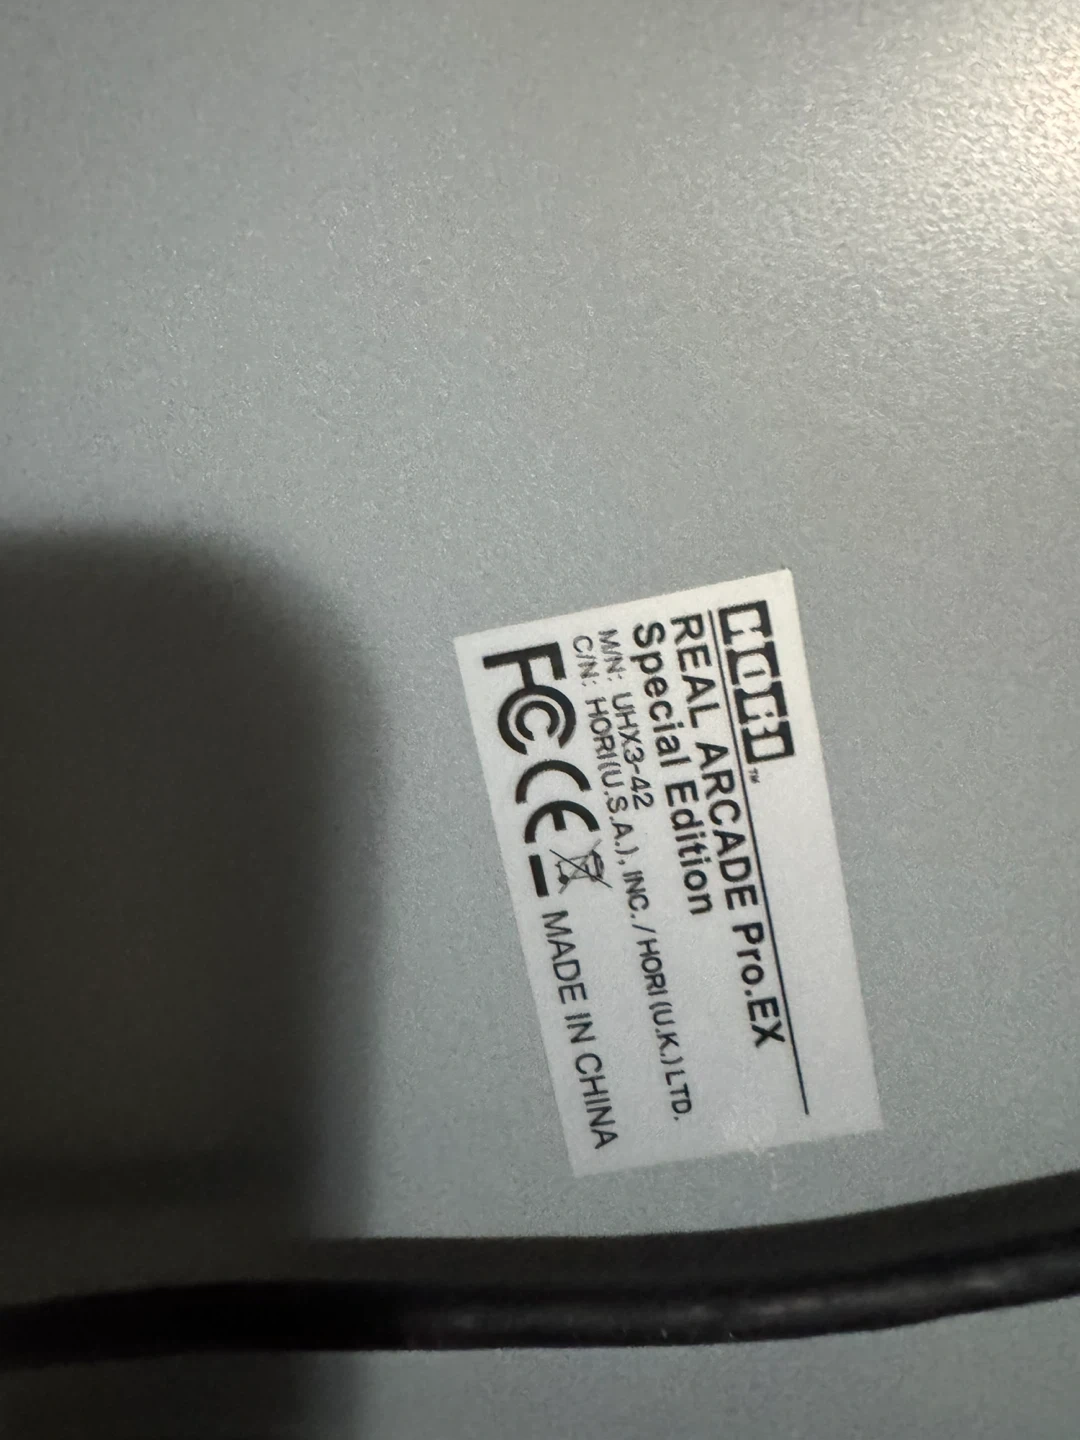 HORI™
REAL ARCADE Pro.EX
Special Edition
M/N: UHX3-42
C/N: HORI(U.S.A.), INC. / HORI (U.K.) LTD.
FC CE MADE IN CHINA